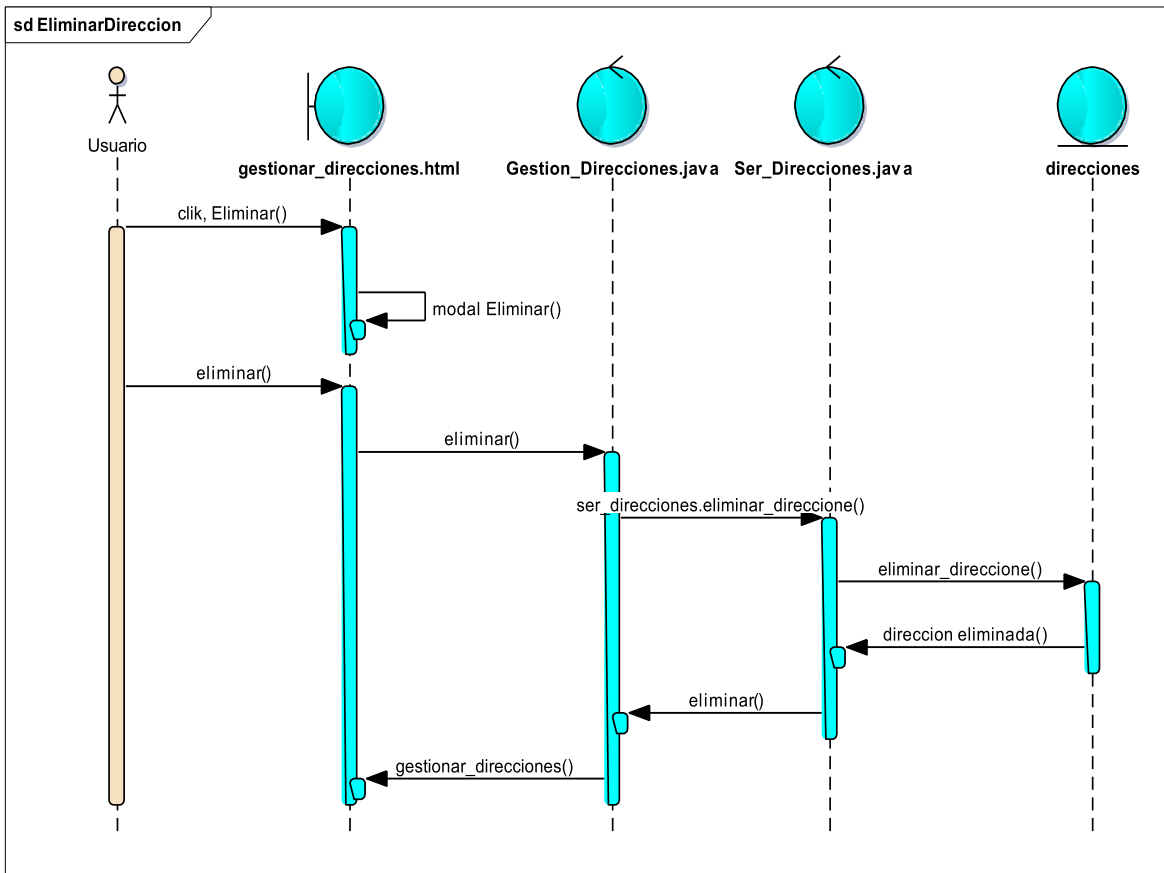 sd EliminarDireccion
Usuario
gestionar_direcciones.html
Gestion_Direcciones.java
Ser_Direcciones.java
direcciones
clik, Eliminar()
modal Eliminar()
eliminar()
eliminar()
ser_direcciones.eliminar_direccione()
eliminar_direccione()
direccion eliminada()
eliminar()
gestionar_direcciones()